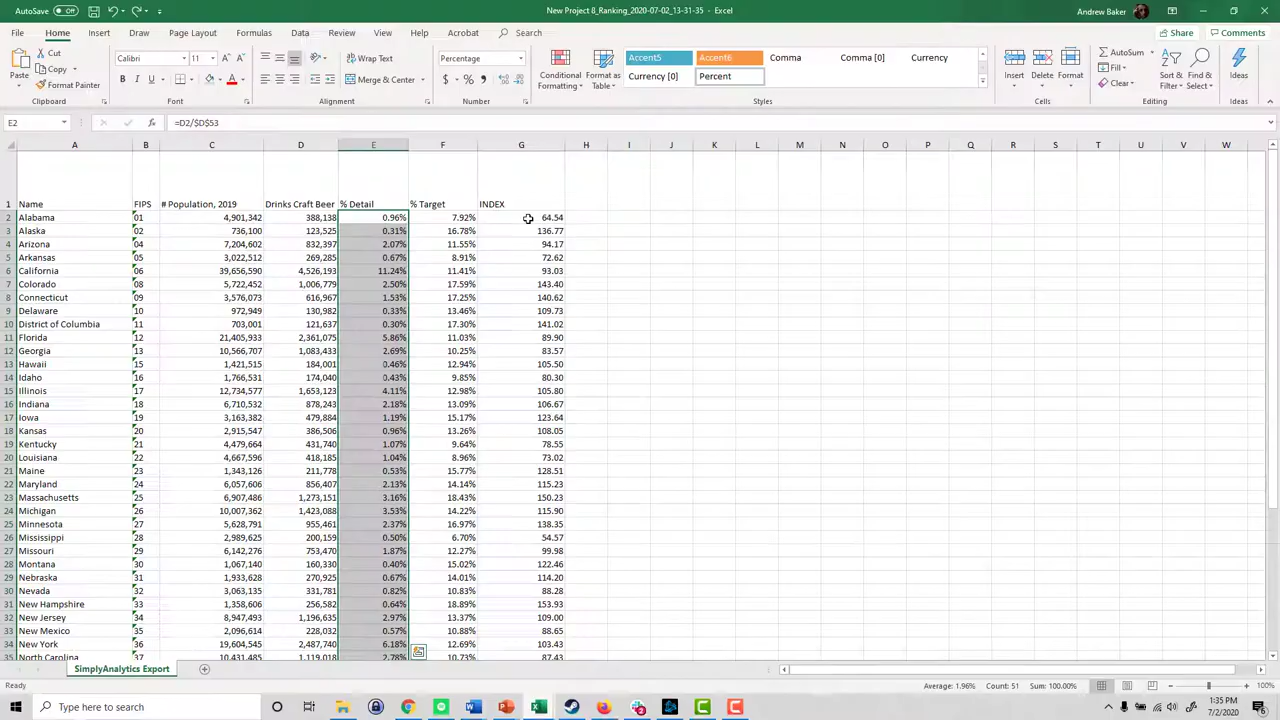 AutoSave Off New Project 8_Ranking_2020-07-02_13-31-35 - Excel Andrew Baker
File Home Insert Draw Page Layout Formulas Data Review View Help Acrobat Search Share Comments
Cut Calibri 11 Wrap Text Percentage Accent5 Accent6 Comma Comma [0] Currency AutoSum
Copy Fill
Paste Format Painter B I U Merge & Center $ % Conditional Formatting Format as Table Currency [0] Percent Insert Delete Format Clear Sort & Filter Find & Select Ideas
Clipboard Font Alignment Number Styles Cells Editing Ideas
E2 fx =D2/$D$53
A B C D E F G H I J K L M N O P Q R S T U V W
1 Name FIPS # Population, 2019 Drinks Craft Beer % Detail % Target INDEX
2 Alabama 01 4,901,342 388,138 0.96% 7.92% 64.54
3 Alaska 02 736,100 123,525 0.31% 16.78% 136.77
4 Arizona 04 7,204,602 832,397 2.07% 11.55% 94.17
5 Arkansas 05 3,022,512 269,285 0.67% 8.91% 72.62
6 California 06 39,656,590 4,526,193 11.24% 11.41% 93.03
7 Colorado 08 5,722,452 1,006,779 2.50% 17.59% 143.40
8 Connecticut 09 3,576,073 616,967 1.53% 17.25% 140.62
9 Delaware 10 972,949 130,982 0.33% 13.46% 109.73
10 District of Columbia 11 703,001 121,637 0.30% 17.30% 141.02
11 Florida 12 21,405,933 2,361,075 5.86% 11.03% 89.90
12 Georgia 13 10,566,707 1,083,433 2.69% 10.25% 83.57
13 Hawaii 15 1,421,515 184,001 0.46% 12.94% 105.50
14 Idaho 16 1,766,531 174,040 0.43% 9.85% 80.30
15 Illinois 17 12,734,577 1,653,123 4.11% 12.98% 105.80
16 Indiana 18 6,710,532 878,243 2.18% 13.09% 106.67
17 Iowa 19 3,163,382 479,884 1.19% 15.17% 123.64
18 Kansas 20 2,915,547 386,506 0.96% 13.26% 108.05
19 Kentucky 21 4,479,664 431,740 1.07% 9.64% 78.55
20 Louisiana 22 4,667,596 418,185 1.04% 8.96% 73.02
21 Maine 23 1,343,126 211,778 0.53% 15.77% 128.51
22 Maryland 24 6,057,606 856,407 2.13% 14.14% 115.23
23 Massachusetts 25 6,907,486 1,273,151 3.16% 18.43% 150.23
24 Michigan 26 10,007,362 1,423,088 3.53% 14.22% 115.90
25 Minnesota 27 5,628,791 955,461 2.37% 16.97% 138.35
26 Mississippi 28 2,989,625 200,159 0.50% 6.70% 54.57
27 Missouri 29 6,142,276 753,470 1.87% 12.27% 99.98
28 Montana 30 1,067,140 160,330 0.40% 15.02% 122.46
29 Nebraska 31 1,933,628 270,925 0.67% 14.01% 114.20
30 Nevada 32 3,063,135 331,781 0.82% 10.83% 88.28
31 New Hampshire 33 1,358,606 256,582 0.64% 18.89% 153.93
32 New Jersey 34 8,947,493 1,196,635 2.97% 13.37% 109.00
33 New Mexico 35 2,096,614 228,032 0.57% 10.88% 88.65
34 New York 36 19,604,545 2,487,740 6.18% 12.69% 103.43
35 North Carolina 37 10,431,485 1,119,018 2.78% 10.73% 87.43
SimplyAnalytics Export
Ready Average: 1.96% Count: 51 Sum: 100.00% 100%
Type here to search 1:35 PM
7/2/2020